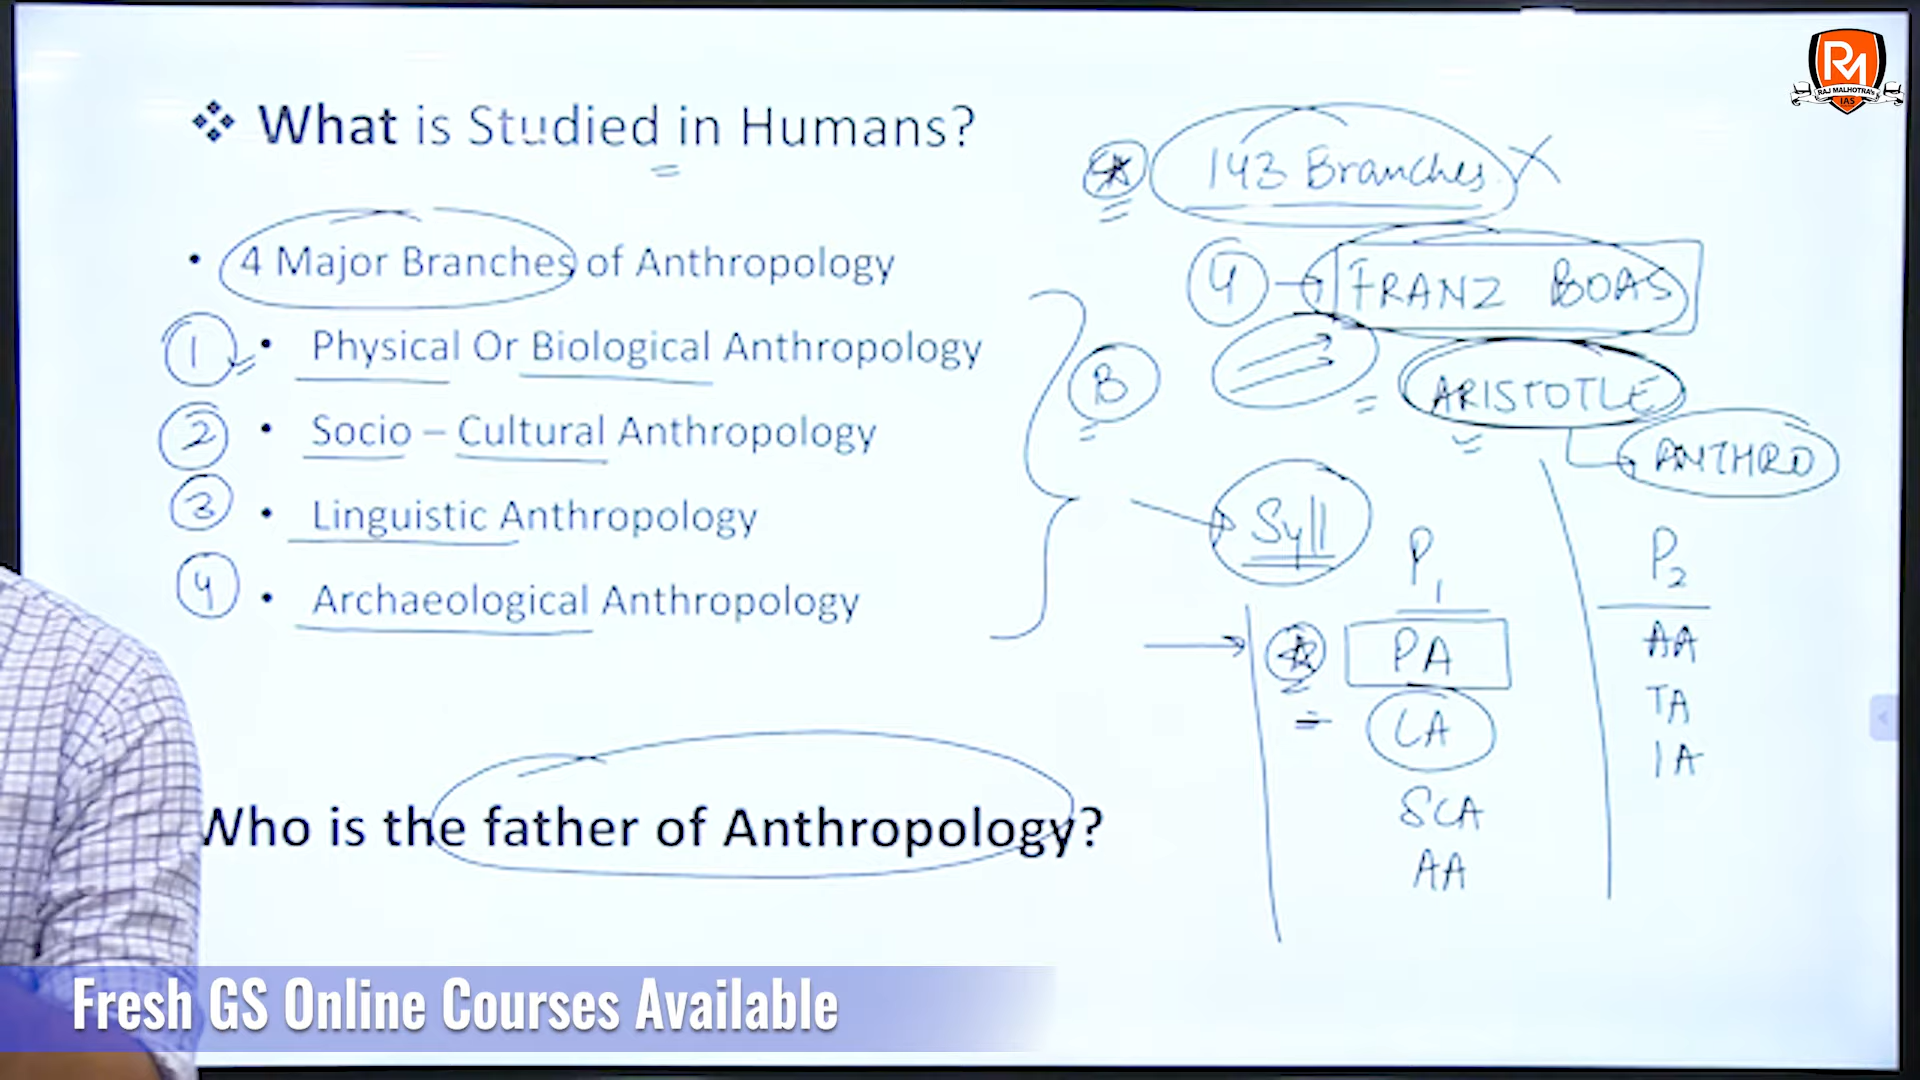 What is Studied in Humans?
4 Major Branches of Anthropology
1 • Physical Or Biological Anthropology
2 • Socio – Cultural Anthropology
3 • Linguistic Anthropology
4 • Archaeological Anthropology
Who is the father of Anthropology?
143 Branches X
4 → FRANZ BOAS
ARISTOTLE
ANTHRO
B
Syll
P1
PA
LA
SCA
AA
P2
AA
TA
IA
RM
RAJ MALHOTRA's
IAS
Fresh GS Online Courses Available